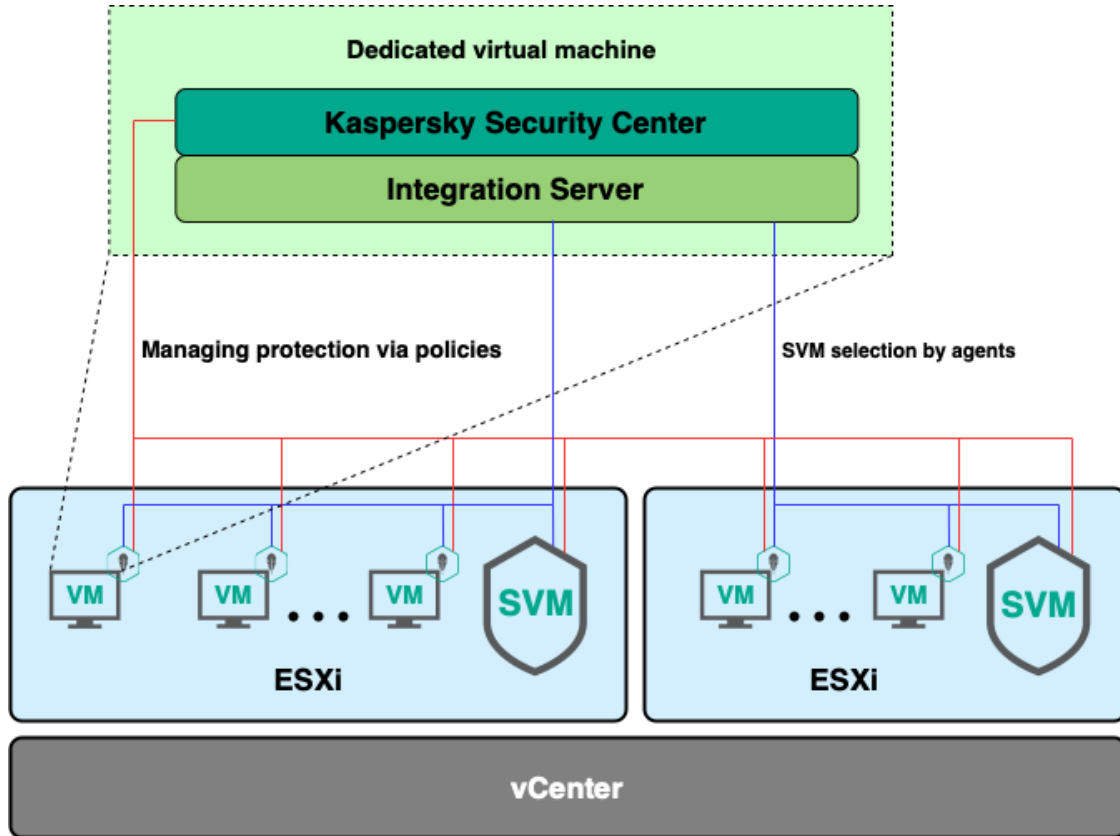 Dedicated virtual machine
Kaspersky Security Center
Integration Server
Managing protection via policies
SVM selection by agents
VM
VM
VM
SVM
VM
VM
SVM
ESXi
ESXi
vCenter